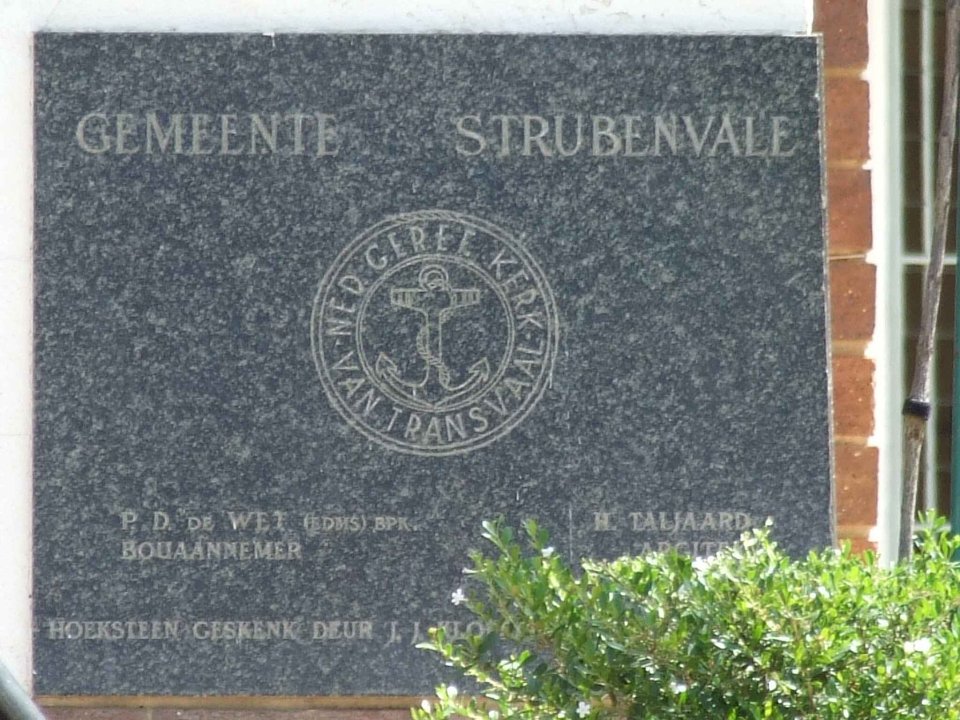 GEMEENTE STRUBENVALE
NED. GEREF. KERK
VAN TRANSVAAL
P. D. DE WET (EDMS) BPK.
BOUAANNEMER
H. TALJAARD
HOEKSTEEN GESKENK DEUR J. J.